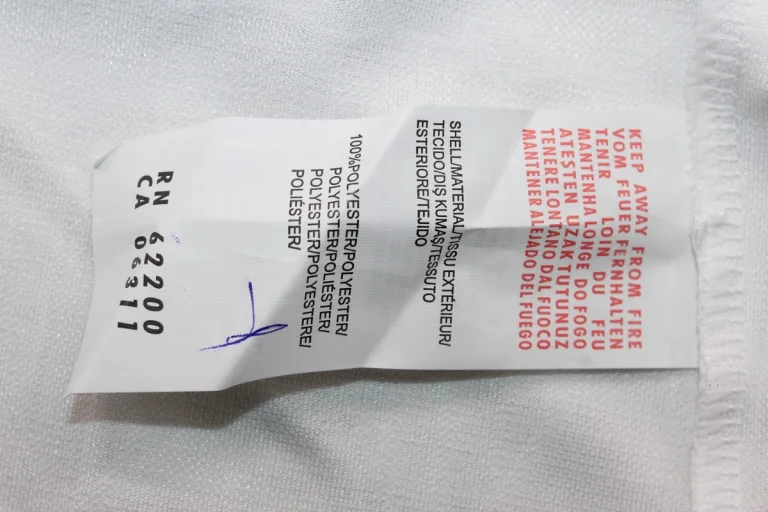 KEEP AWAY FROM FIRE
VOM FEUER FERNHALTEN
TENIR LOIN DU FEU
MANTENHA LONGE DO FOGO
ATEŞTEN UZAK TUTUNUZ
TENERE LONTANO DAL FUOCO
MANTENER ALEJADO DEL FUEGO
SHELL/MATERIAL/TISSU EXTÉRIEUR/
TECIDO/DIŞ KUMAŞ/TESSUTO
ESTERIORE/TEJIDO
100%POLYESTER/POLYESTER/
POLYESTER/POLIÉSTER/
POLYESTER/POLYESTERE/
POLIÉSTER/
RN 62200
CA 06311